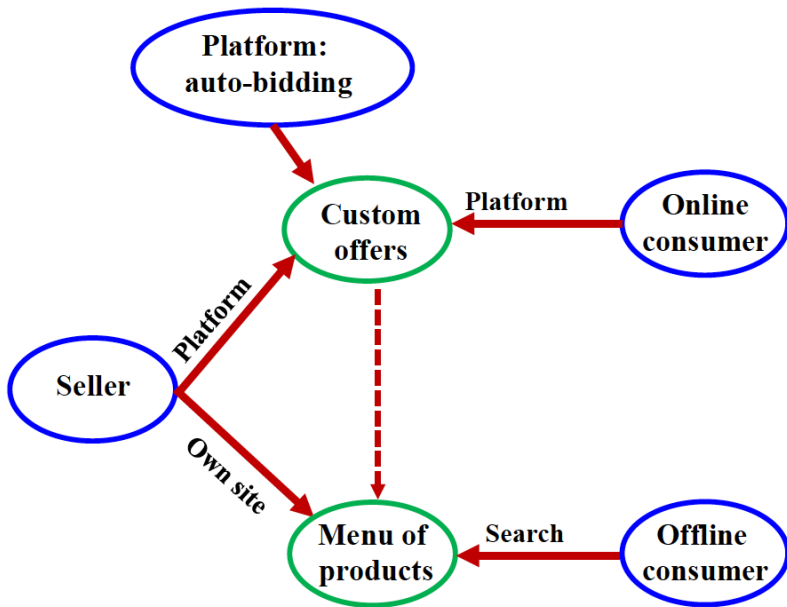 Platform:
auto-bidding
Custom
offers
Platform
Online
consumer
Platform
Seller
Own site
Menu of
products
Search
Offline
consumer